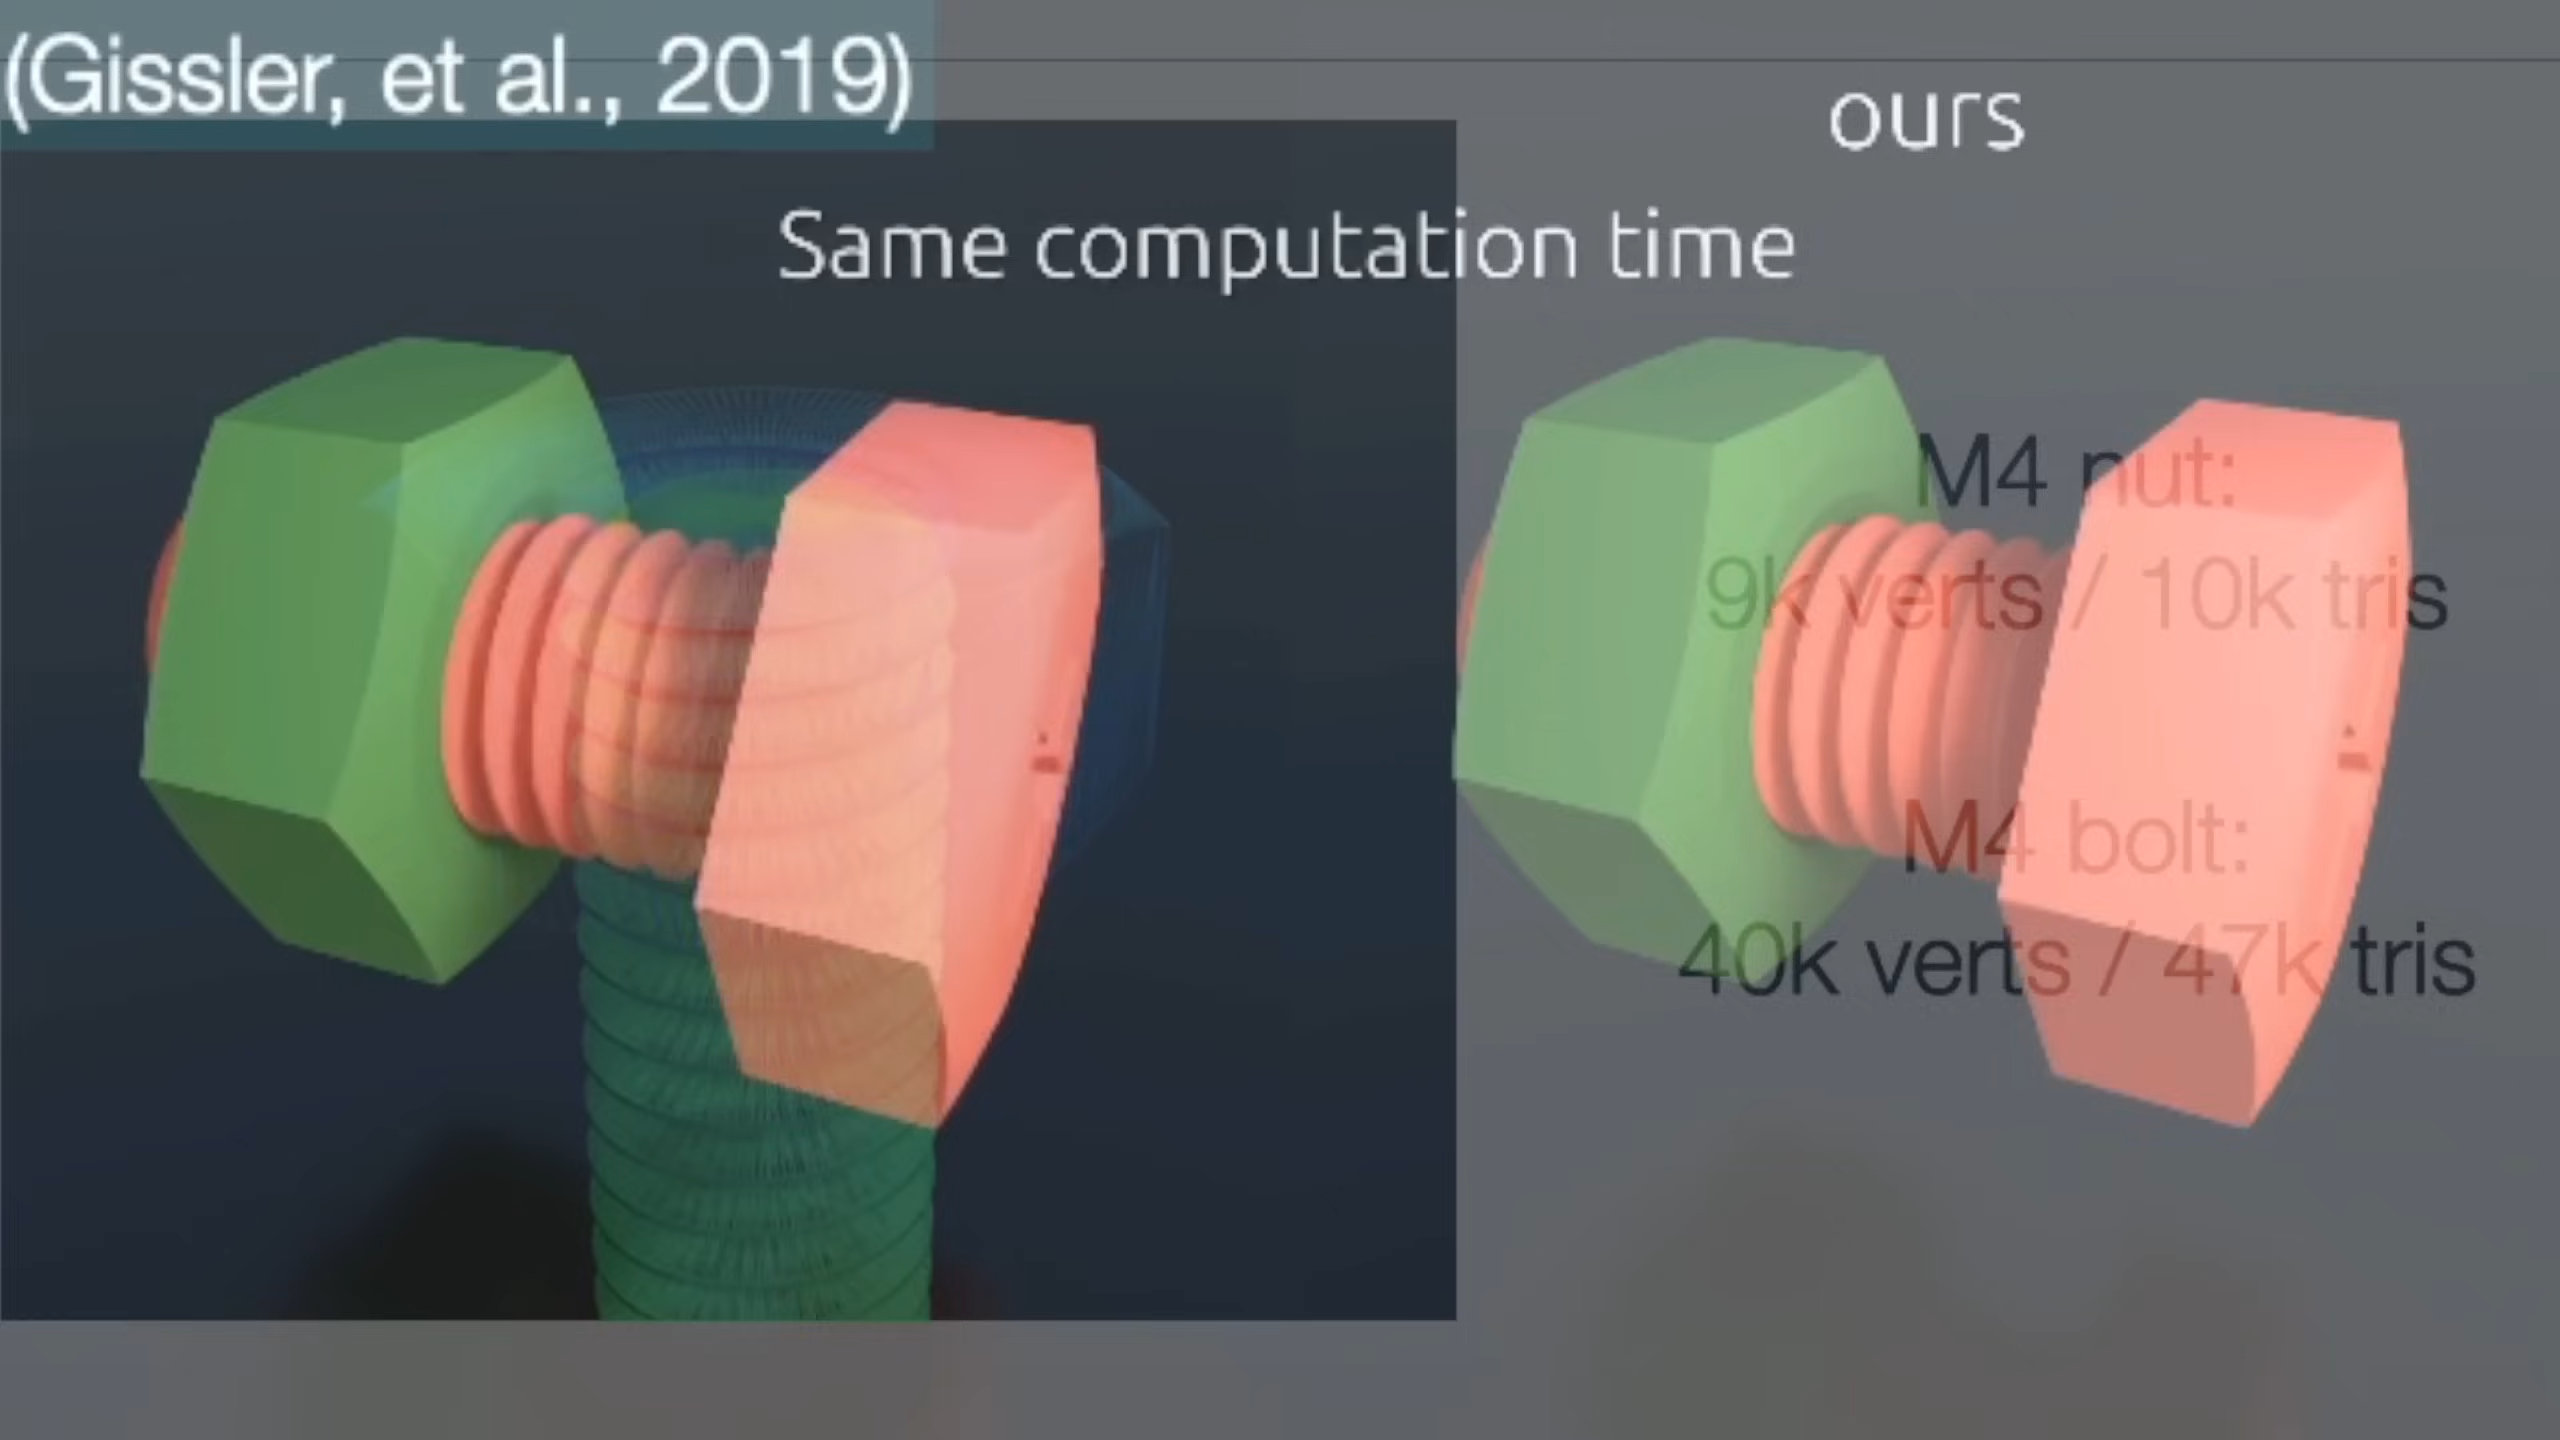 (Gissler, et al., 2019)
ours
Same computation time
M4 nut:
9k verts / 10k tris
M4 bolt:
40k verts / 47k tris